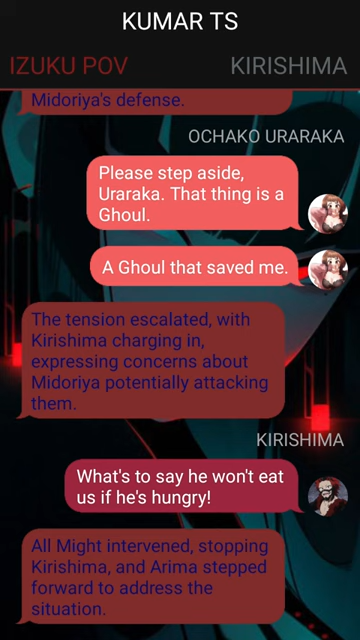 KUMAR TS
IZUKU POV
KIRISHIMA
Midoriya's defense.
OCHAKO URARAKA
Please step aside,
Uraraka. That thing is a
Ghoul.
A Ghoul that saved me.
The tension escalated, with
Kirishima charging in,
expressing concerns about
Midoriya potentially attacking
them.
KIRISHIMA
What's to say he won't eat
us if he's hungry!
All Might intervened, stopping
Kirishima, and Arima stepped
forward to address the
situation.